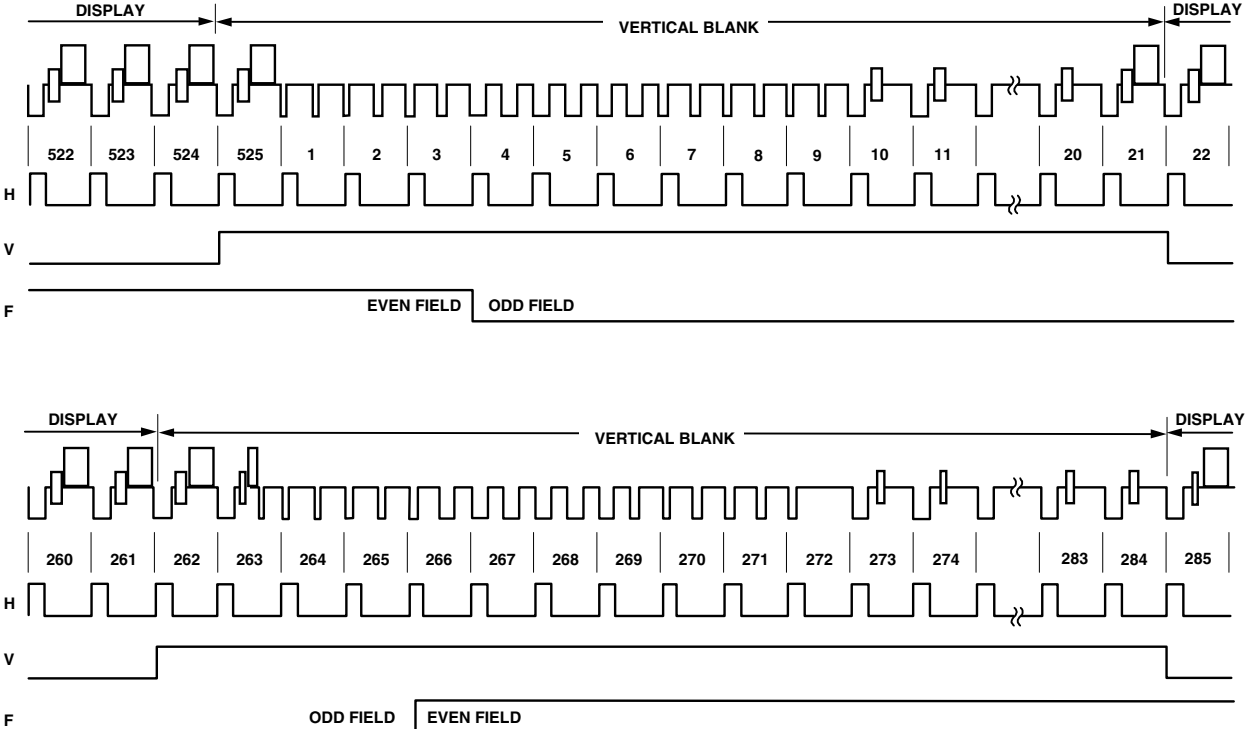 DISPLAY VERTICAL BLANK DISPLAY
522 523 524 525 1 2 3 4 5 6 7 8 9 10 11 20 21 22
H
V
F EVEN FIELD ODD FIELD
DISPLAY VERTICAL BLANK DISPLAY
260 261 262 263 264 265 266 267 268 269 270 271 272 273 274 283 284 285
H
V
F ODD FIELD EVEN FIELD